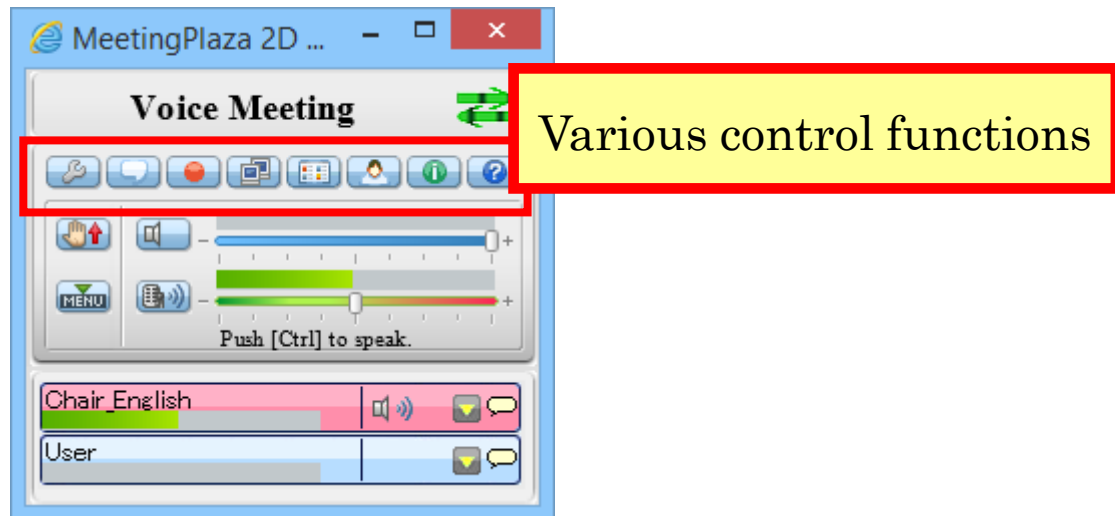 MeetingPlaza 2D ...
Voice Meeting
Various control functions
MENU
Push [Ctrl] to speak.
Chair_English
User